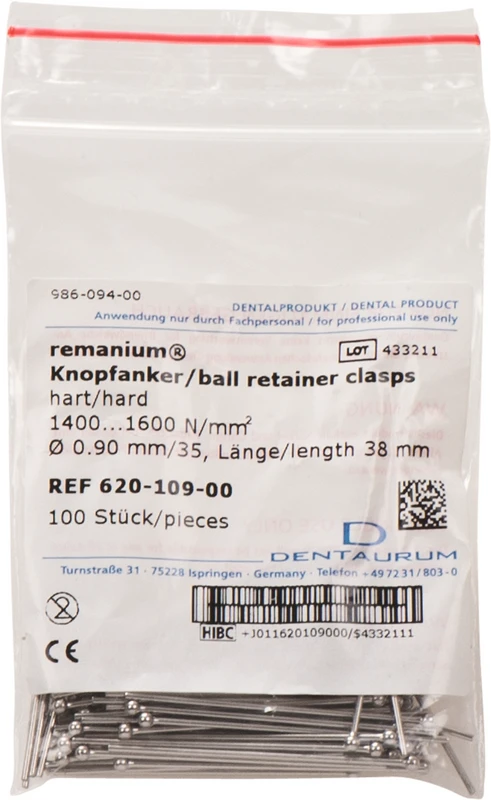 986-094-00
DENTALPRODUKT / DENTAL PRODUCT
Anwendung nur durch Fachpersonal / for professional use only
remanium®
LOT 433211
Knopfanker/ball retainer clasps
hart/hard
1400...1600 N/mm²
Ø 0.90 mm/35, Länge/length 38 mm
REF 620-109-00
100 Stück/pieces
D
DENTAURUM
Turnstraße 31 · 75228 Ispringen · Germany · Telefon +497231/803-0
2
HIBC +J011620109000/$4332111
CE